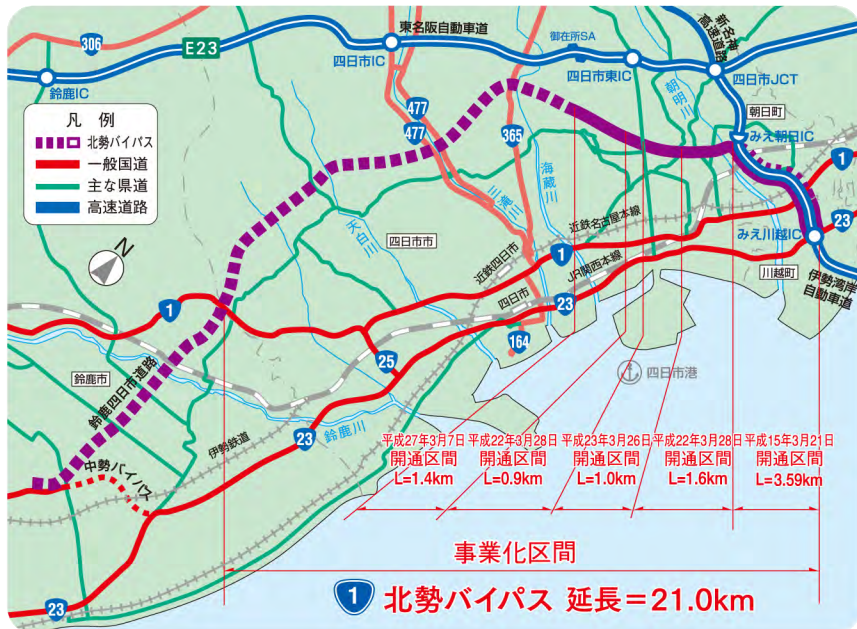 306
E23
東名阪自動車道
新名神
高速道路
御在所SA
四日市IC
四日市東IC
四日市JCT
鈴鹿IC
凡 例
北勢バイパス
一般国道
主な県道
高速道路
477
477
365
朝明川
朝日町
みえ朝日IC
1
N
三滝川
海蔵川
天白川
四日市市
近鉄四日市
近鉄名古屋本線
1
23
みえ川越IC
川越町
伊勢湾岸
自動車道
四日市
JR関西本線
23
1
164
25
四日市港
鈴鹿市
鈴鹿四日市道路
伊勢鉄道
23
鈴鹿川
中勢バイパス
平成27年3月7日
開通区間
L=1.4km
平成22年3月28日
開通区間
L=0.9km
平成23年3月26日
開通区間
L=1.0km
平成22年3月28日
開通区間
L=1.6km
平成15年3月21日
開通区間
L=3.59km
事業化区間
23
1 北勢バイパス 延長=21.0km